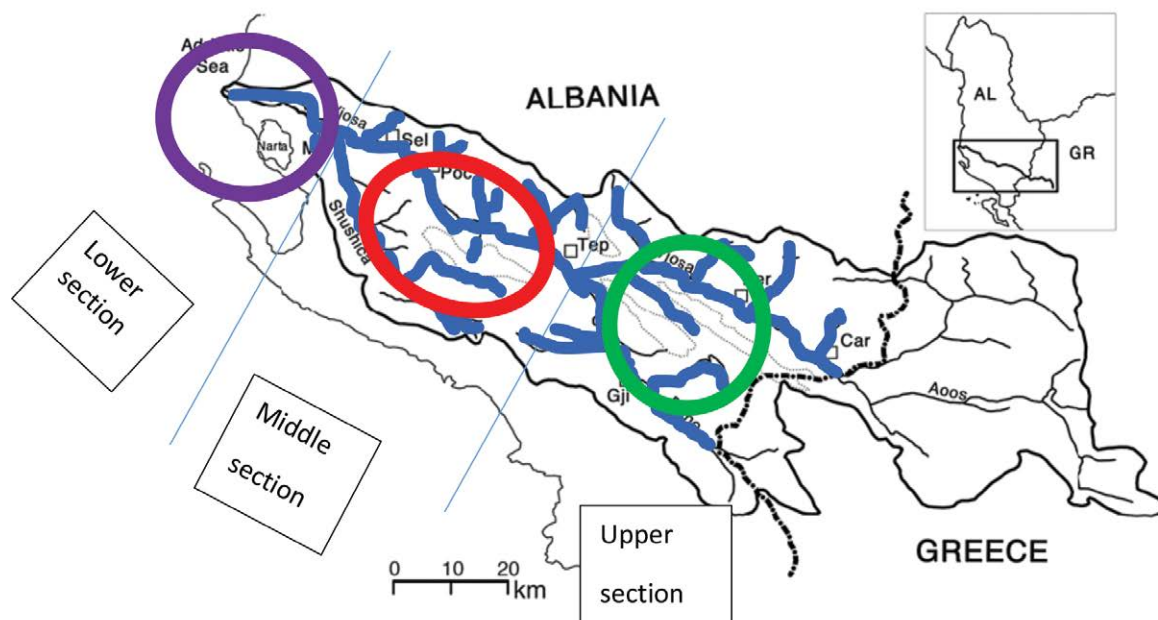 Sea
ALBANIA
AL
GR
Narta
Sel
Poc
Shushica
Tep
Car
Aoos
Gji
Lower
section
Middle
section
Upper
section
0 10 20
km
GREECE